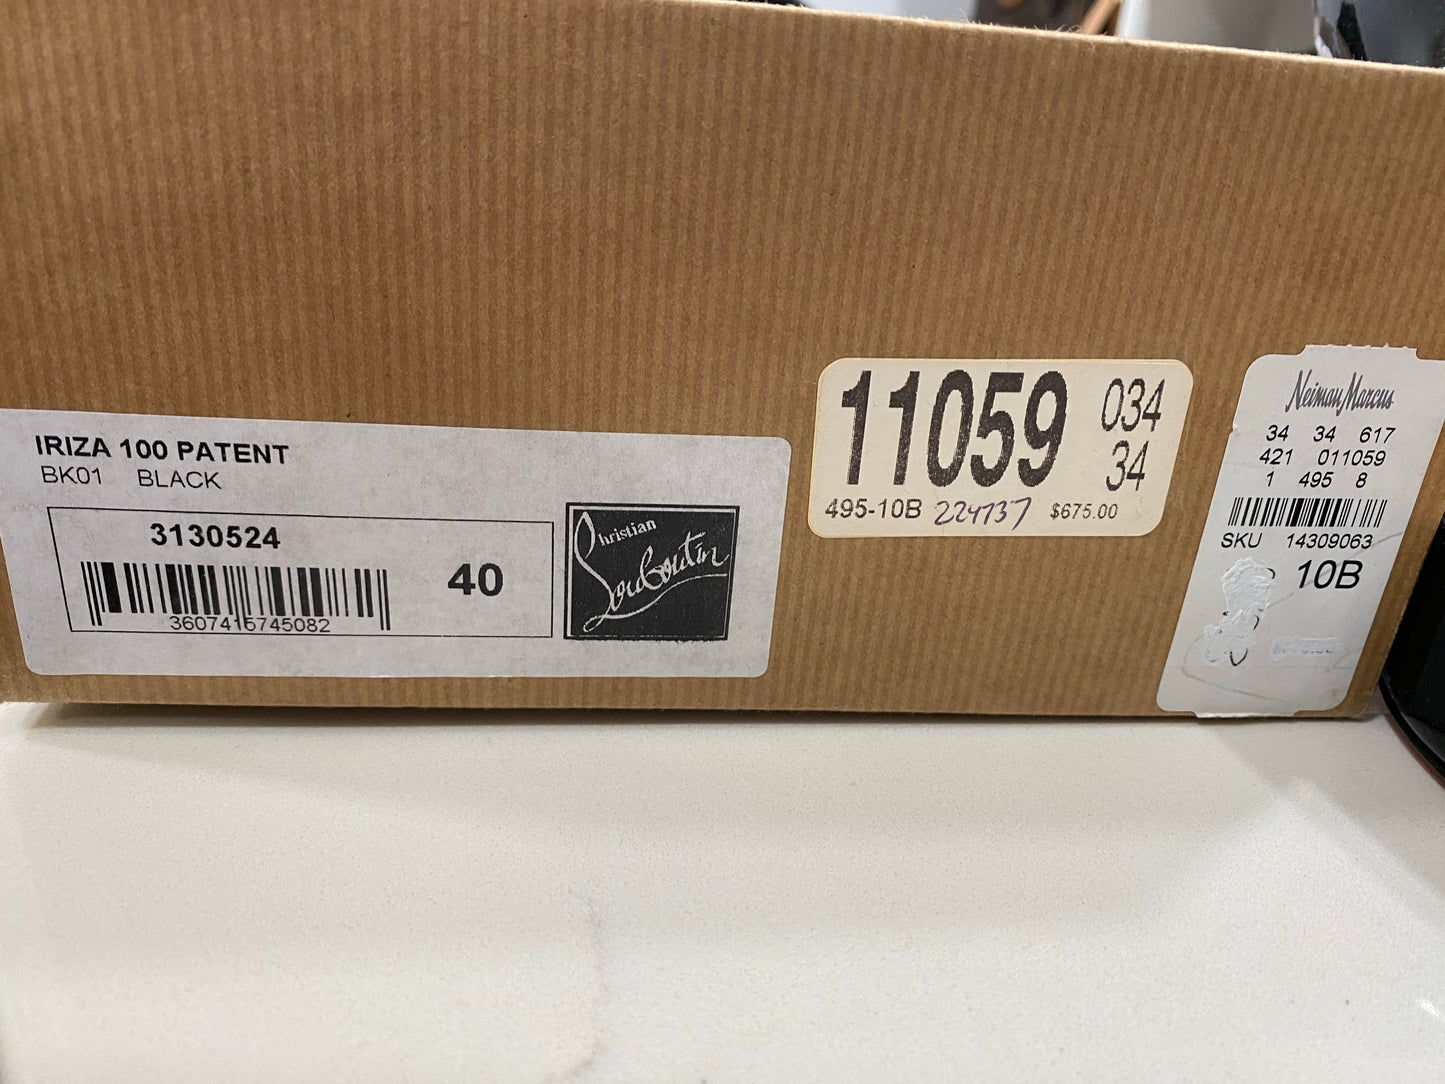 IRIZA 100 PATENT
BK01 BLACK
3130524
40
3607415745082
Christian
Louboutin
11059
034
34
495-10B 224737 $675.00
Neiman Marcus
34 34 617
421 011059
1 495 8
SKU 14309063
10B